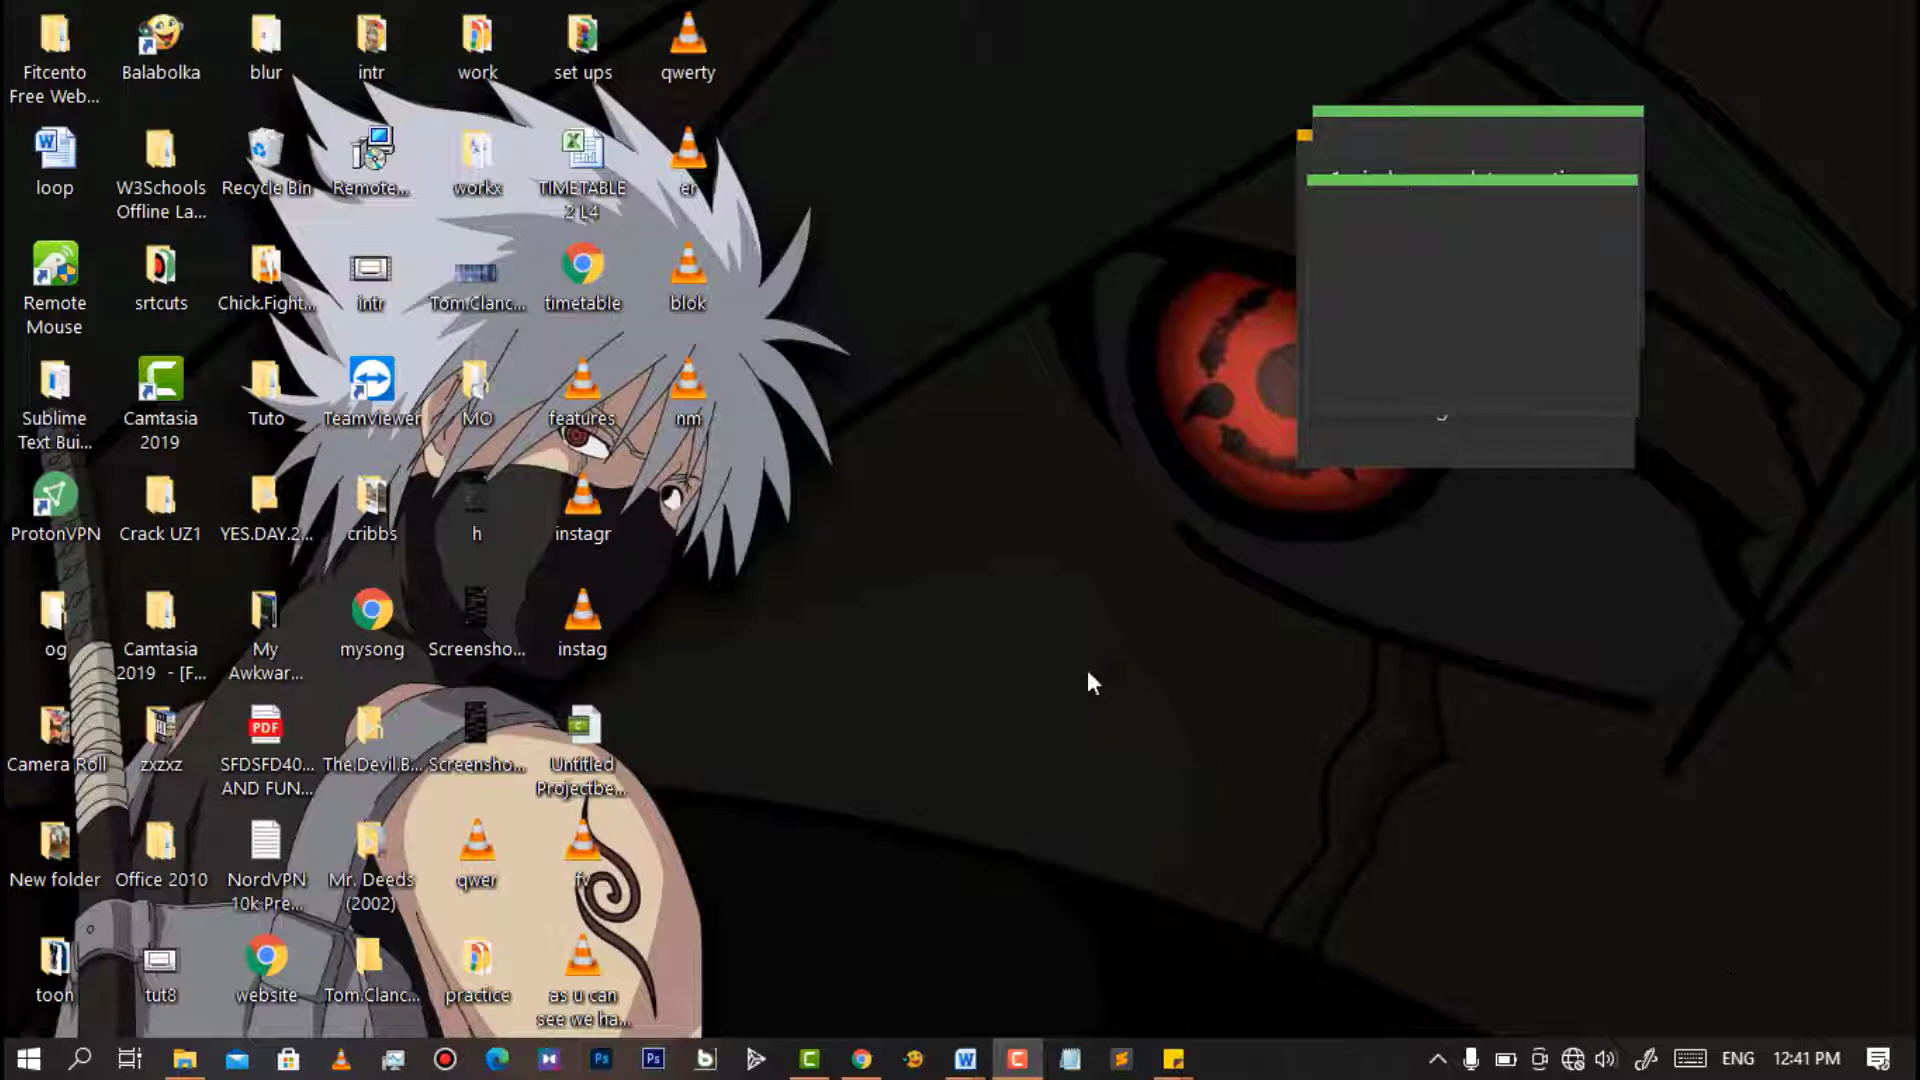 Fitcento
Free Web...
Balabolka
blur
intr
work
set ups
qwerty
loop
W3Schools
Offline La...
Recycle Bin
Remote...
workx
TIMETABLE
2 L4
er
Remote
Mouse
srtcuts
Chick.Fight...
intr
Tom.Clanc...
timetable
blok
Sublime
Text Bui...
Camtasia
2019
Tuto
TeamViewer
MO
features
nm
ProtonVPN
Crack UZ1
YES.DAY.2...
cribbs
h
instagr
og
Camtasia
2019 - [F...
My
Awkwar...
mysong
Screensho...
instag
Camera Roll
zxzxz
PDF
SFDSFD40...
AND FUN...
The.Devil.B...
Screensho...
Untitled
Projectbe...
New folder
Office 2010
NordVPN
10k Pre...
Mr. Deeds
(2002)
qwer
fv
toon
tut8
website
Tom.Clanc...
practice
as u can
see we ha...
ENG
12:41 PM